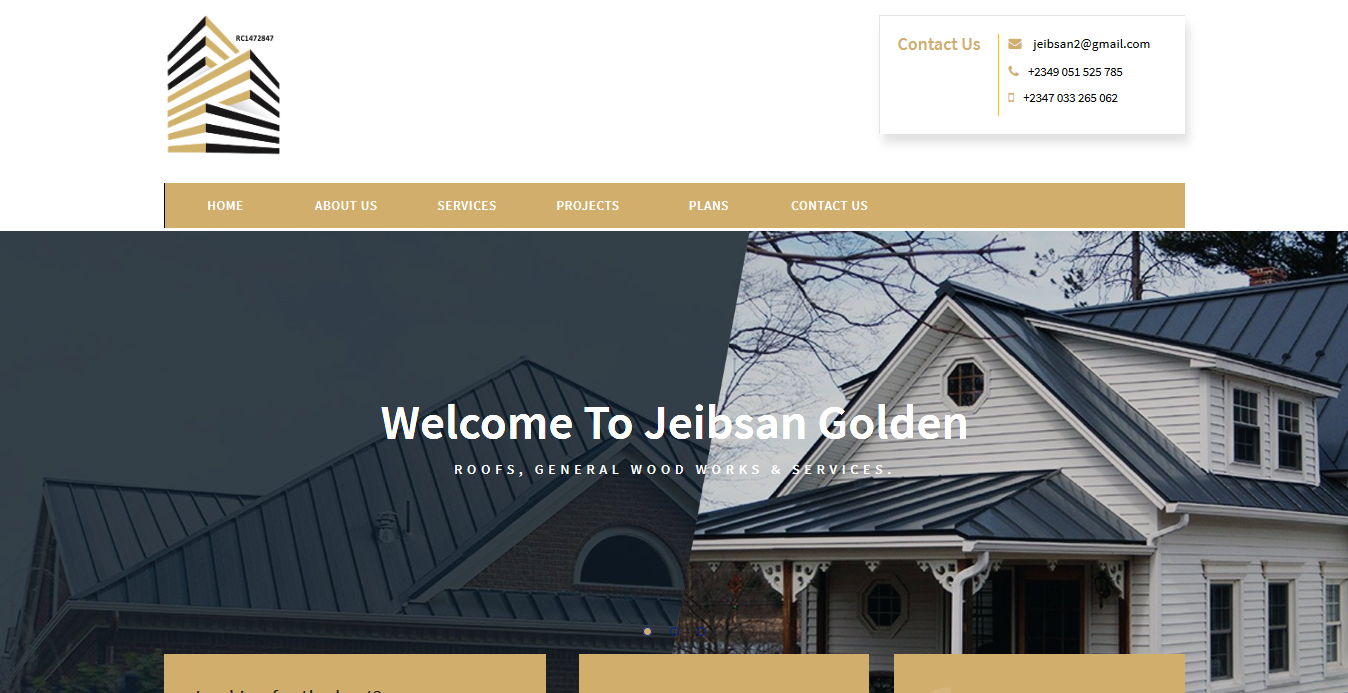 RC1472847
Contact Us
jeibsan2@gmail.com
+2349 051 525 785
+2347 033 265 062
HOME
ABOUT US
SERVICES
PROJECTS
PLANS
CONTACT US
Welcome To Jeibsan Golden
ROOFS, GENERAL WOOD WORKS & SERVICES.